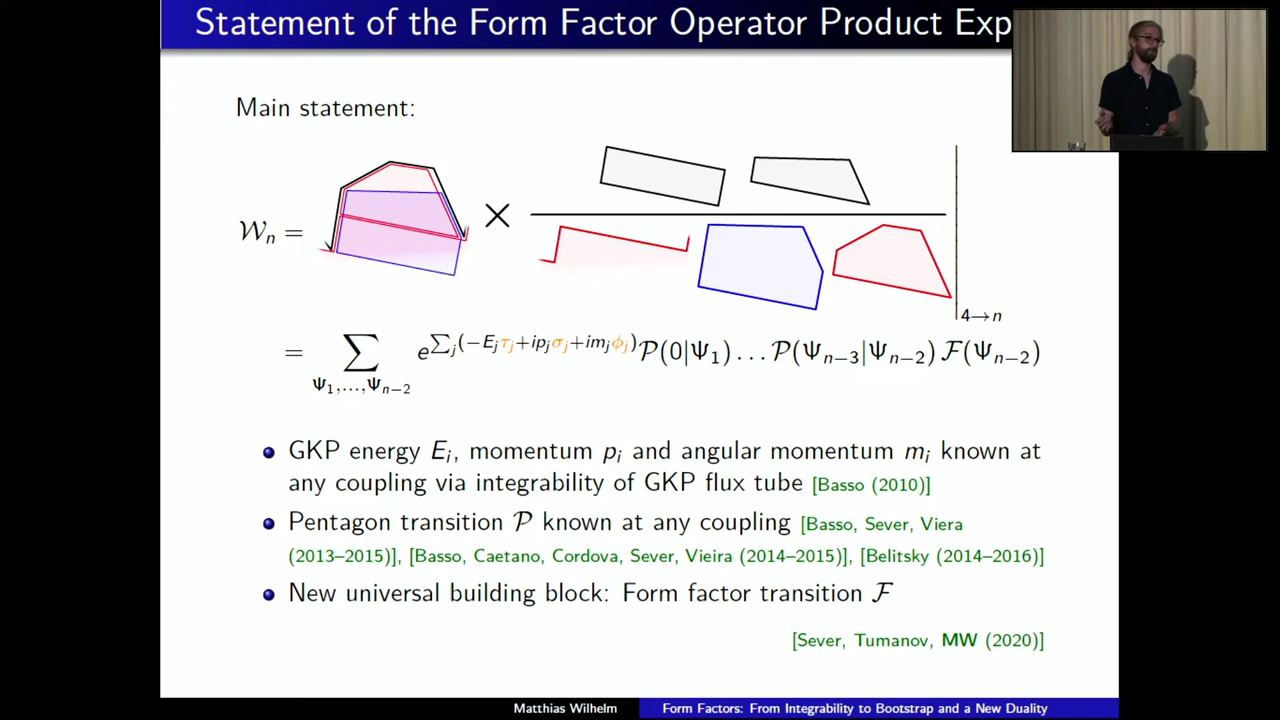 Statement of the Form Factor Operator Product Exp
Main statement:
𝒲ₙ =
×
4→n
= ∑ e^{∑ⱼ(−Eⱼτⱼ+ipⱼσⱼ+imⱼϕⱼ)} 𝒫(0|Ψ₁) … 𝒫(Ψₙ₋₃|Ψₙ₋₂) ℱ(Ψₙ₋₂)
Ψ₁,…,Ψₙ₋₂
GKP energy Eᵢ, momentum pᵢ and angular momentum mᵢ known at
any coupling via integrability of GKP flux tube [Basso (2010)]
Pentagon transition 𝒫 known at any coupling [Basso, Sever, Viera
(2013–2015)], [Basso, Caetano, Cordova, Sever, Vieira (2014–2015)], [Belitsky (2014–2016)]
New universal building block: Form factor transition ℱ
[Sever, Tumanov, MW (2020)]
Matthias Wilhelm Form Factors: From Integrability to Bootstrap and a New Duality